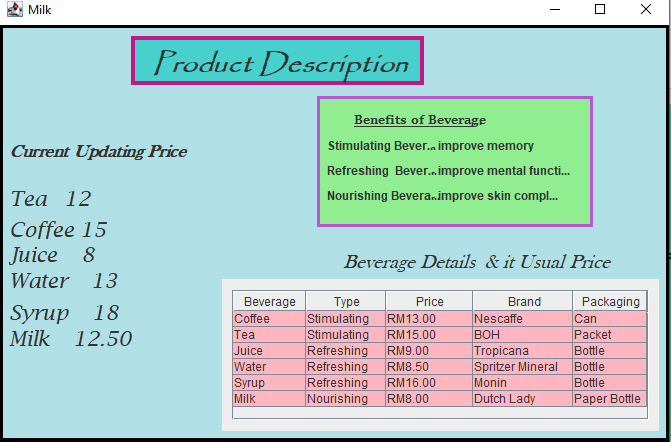 Milk
Product Description
Benefits of Beverage
Stimulating Bever... improve memory
Refreshing Bever... improve mental functi...
Nourishing Bevera... improve skin compl...
Current Updating Price
Tea 12
Coffee 15
Juice 8
Water 13
Syrup 18
Milk 12.50
Beverage Details & it Usual Price
Beverage Type Price Brand Packaging
Coffee Stimulating RM13.00 Nescaffe Can
Tea Stimulating RM15.00 BOH Packet
Juice Refreshing RM9.00 Tropicana Bottle
Water Refreshing RM8.50 Spritzer Mineral Bottle
Syrup Refreshing RM16.00 Monin Bottle
Milk Nourishing RM8.00 Dutch Lady Paper Bottle